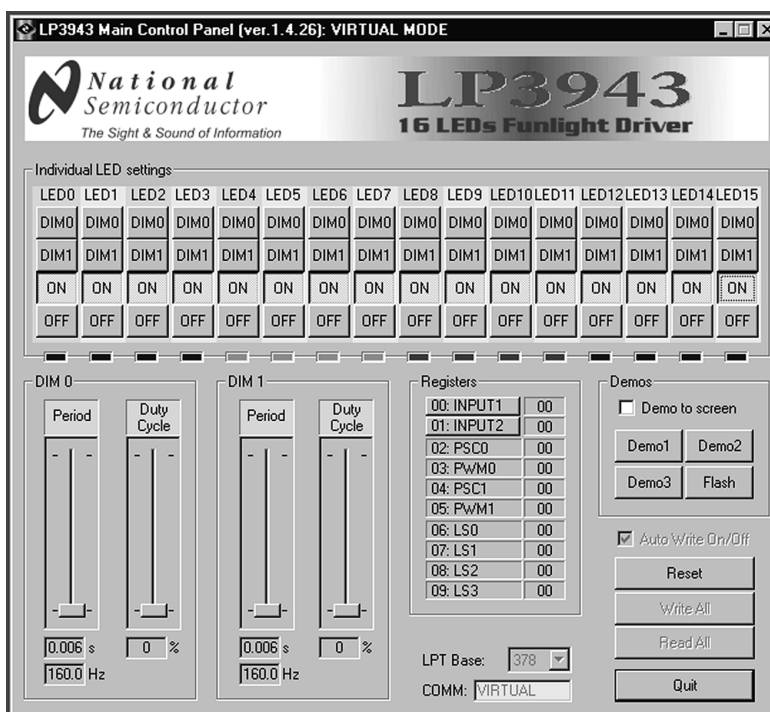 LP3943 Main Control Panel (ver.1.4.26): VIRTUAL MODE
National
Semiconductor
The Sight & Sound of Information
LP3943
16 LEDs Funlight Driver
Individual LED settings
LED0 LED1 LED2 LED3 LED4 LED5 LED6 LED7 LED8 LED9 LED10 LED11 LED12 LED13 LED14 LED15
DIM0 DIM0 DIM0 DIM0 DIM0 DIM0 DIM0 DIM0 DIM0 DIM0 DIM0 DIM0 DIM0 DIM0 DIM0 DIM0
DIM1 DIM1 DIM1 DIM1 DIM1 DIM1 DIM1 DIM1 DIM1 DIM1 DIM1 DIM1 DIM1 DIM1 DIM1 DIM1
ON ON ON ON ON ON ON ON ON ON ON ON ON ON ON ON
OFF OFF OFF OFF OFF OFF OFF OFF OFF OFF OFF OFF OFF OFF OFF OFF
DIM 0
Period
Duty
Cycle
0.006 s
0 %
160.0 Hz
DIM 1
Period
Duty
Cycle
0.006 s
0 %
160.0 Hz
Registers
00: INPUT1 00
01: INPUT2 00
02: PSC0 00
03: PWM0 00
04: PSC1 00
05: PWM1 00
06: LS0 00
07: LS1 00
08: LS2 00
09: LS3 00
LPT Base: 378
COMM: VIRTUAL
Demos
Demo to screen
Demo1 Demo2
Demo3 Flash
Auto Write On/Off
Reset
Write All
Read All
Quit